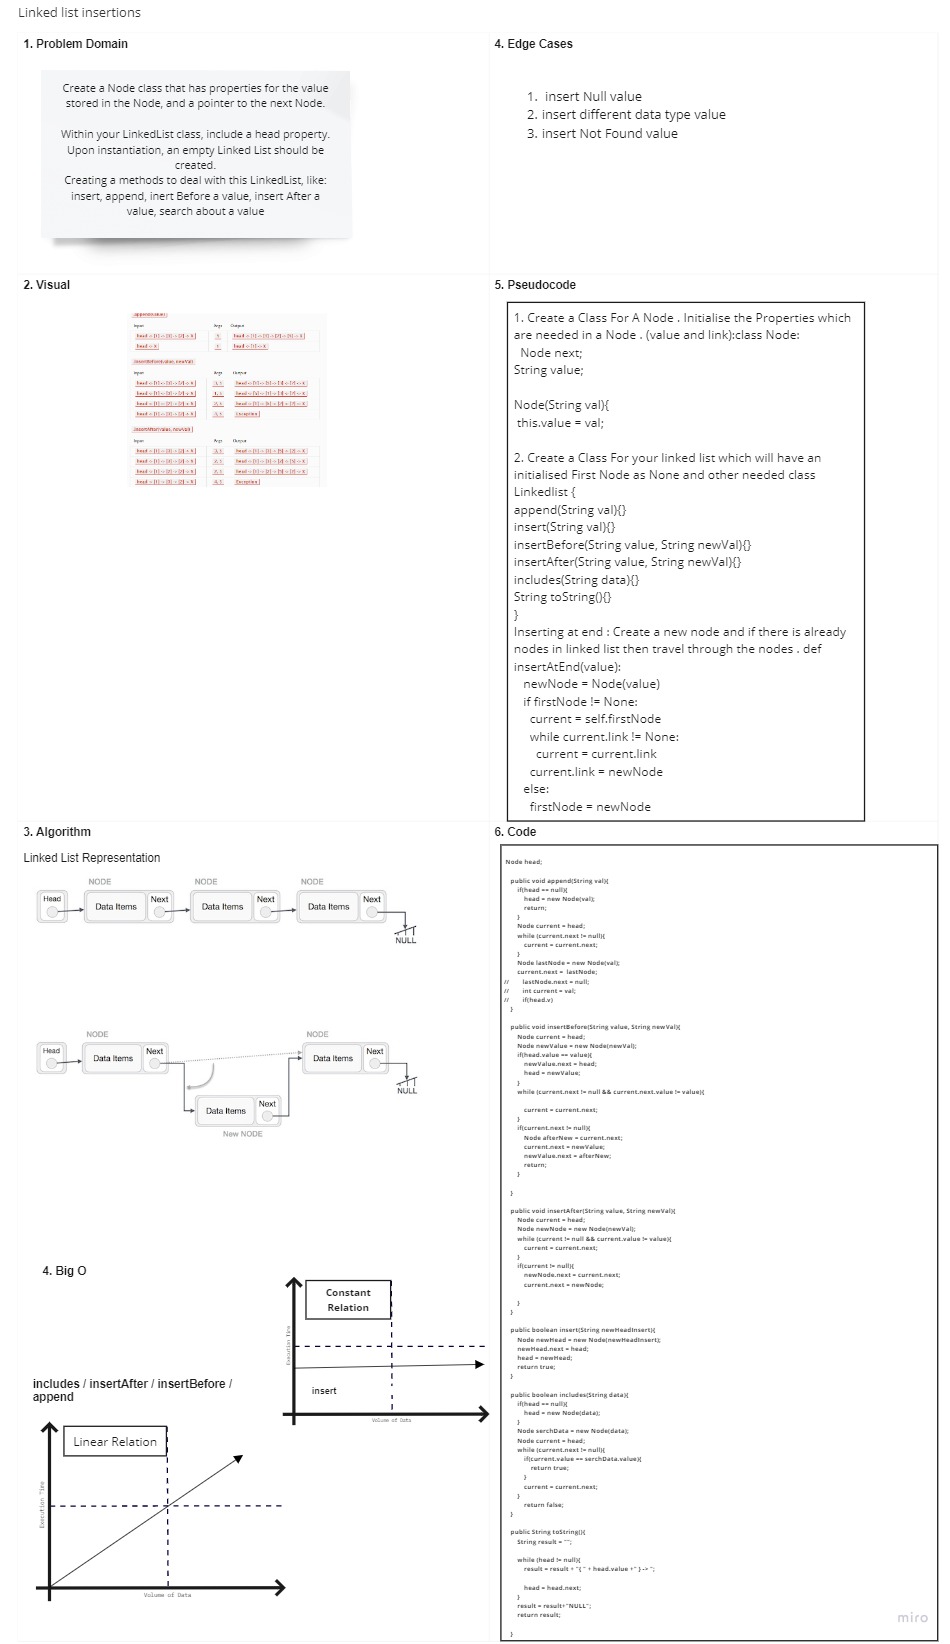 Linked list insertions
1. Problem Domain
Create a Node class that has properties for the value
stored in the Node, and a pointer to the next Node.
Within your LinkedList class, include a head property.
Upon instantiation, an empty Linked List should be
created.
Creating a methods to deal with this LinkedList, like:
insert, append, inert Before a value, insert After a
value, search about a value
4. Edge Cases
1. insert Null value
2. insert different data type value
3. insert Not Found value
2. Visual
Input Args Output
Input Args Output
insertBefore(value, newVal)
Exception
insertAfter(value, newVal)
Input Args Output
Exception
5. Pseudocode
1. Create a Class For A Node . Initialise the Properties which
are needed in a Node . (value and link):class Node:
Node next;
String value;
Node(String val){
this.value = val;
2. Create a Class For your linked list which will have an
initialised First Node as None and other needed class
Linkedlist {
append(String val){}
insert(String val){}
insertBefore(String value, String newVal){}
insertAfter(String value, String newVal){}
includes(String data){}
String toString(){}
}
Inserting at end : Create a new node and if there is already
nodes in linked list then travel through the nodes . def
insertAtEnd(value):
newNode = Node(value)
if firstNode != None:
current = self.firstNode
while current.link != None:
current = current.link
current.link = newNode
else:
firstNode = newNode
3. Algorithm
Linked List Representation
NODE NODE NODE
Head Data Items Next Data Items Next Data Items Next
NULL
NODE NODE
Head Data Items Next Data Items Next
NULL
Data Items Next
New NODE
4. Big O
Constant
Relation
Execution Time
insert
Volume of Data
includes / insertAfter / insertBefore /
append
Linear Relation
Execution Time
Volume of Data
6. Code
Node head;
public void append(String val){
if(head == null){
head = new Node(val);
return;
}
Node current = head;
while (current.next != null){
current = current.next;
}
Node lastNode = new Node(val);
current.next = lastNode;
// lastNode.next = null;
// int current = val;
// if(head.v)
}
public void insertBefore(String value, String newVal){
Node current = head;
Node newValue = new Node(newVal);
if(head.value == value){
newValue.next = head;
head = newValue;
}
while (current.next != null && current.next.value != value){
current = current.next;
}
if(current.next != null){
Node afterNew = current.next;
current.next = newValue;
newValue.next = afterNew;
return;
}
}
public void insertAfter(String value, String newVal){
Node current = head;
Node newNode = new Node(newVal);
while (current != null && current.value != value){
current = current.next;
}
if(current != null){
newNode.next = current.next;
current.next = newNode;
}
}
public boolean insert(String newHeadInsert){
Node newHead = new Node(newHeadInsert);
newHead.next = head;
head = newHead;
return true;
}
public boolean includes(String data){
if(head == null){
head = new Node(data);
}
Node serchData = new Node(data);
Node current = head;
while (current.next != null){
if(current.value == serchData.value){
return true;
}
current = current.next;
}
return false;
}
public String toString(){
String result = "";
while (head != null){
result = result + "{ " + head.value +" } -> ";
head = head.next;
}
result = result+"NULL";
return result;
}
miro